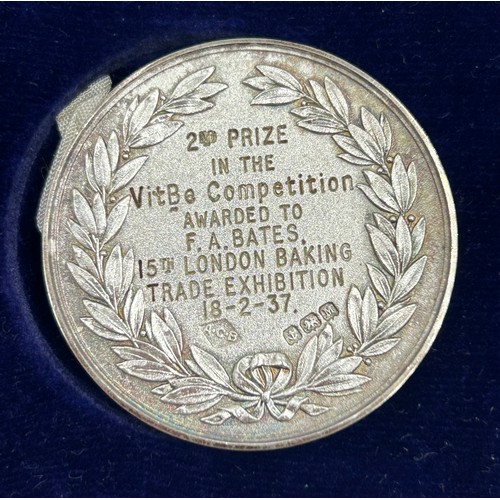 2ND PRIZE
IN THE
VitBe Competition
AWARDED TO
F.A. BATES.
15TH LONDON BAKING
TRADE EXHIBITION
18-2-37.